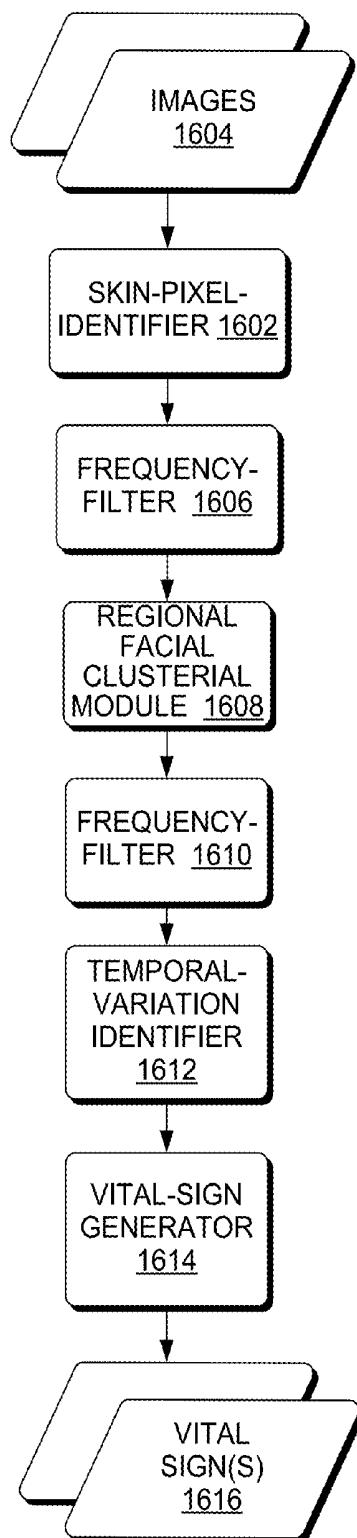 IMAGES
1604
SKIN-PIXEL-
IDENTIFIER 1602
FREQUENCY-
FILTER 1606
REGIONAL
FACIAL
CLUSTERIAL
MODULE 1608
FREQUENCY-
FILTER 1610
TEMPORAL-
VARIATION
IDENTIFIER
1612
VITAL-SIGN
GENERATOR
1614
VITAL
SIGN(S)
1616